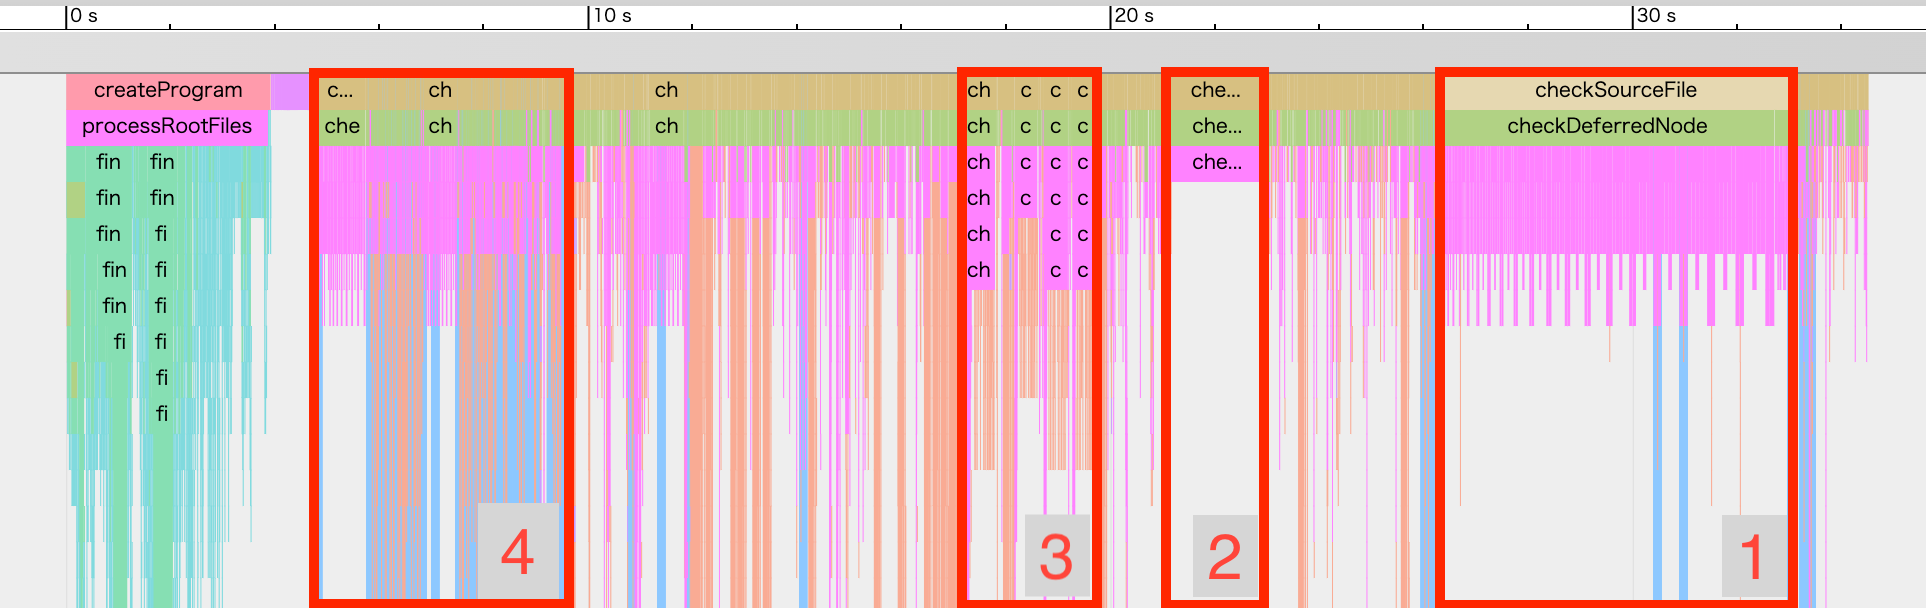 0 s 10 s 20 s 30 s
createProgram c... ch ch ch c c c che... checkSourceFile
processRootFiles che ch ch ch c c c che... checkDeferredNode
fin fin ch c c c che...
fin fin ch c c c
fin fi ch c c
fin fi ch c c
fin fi
fi fi
fi
fi
4 3 2 1